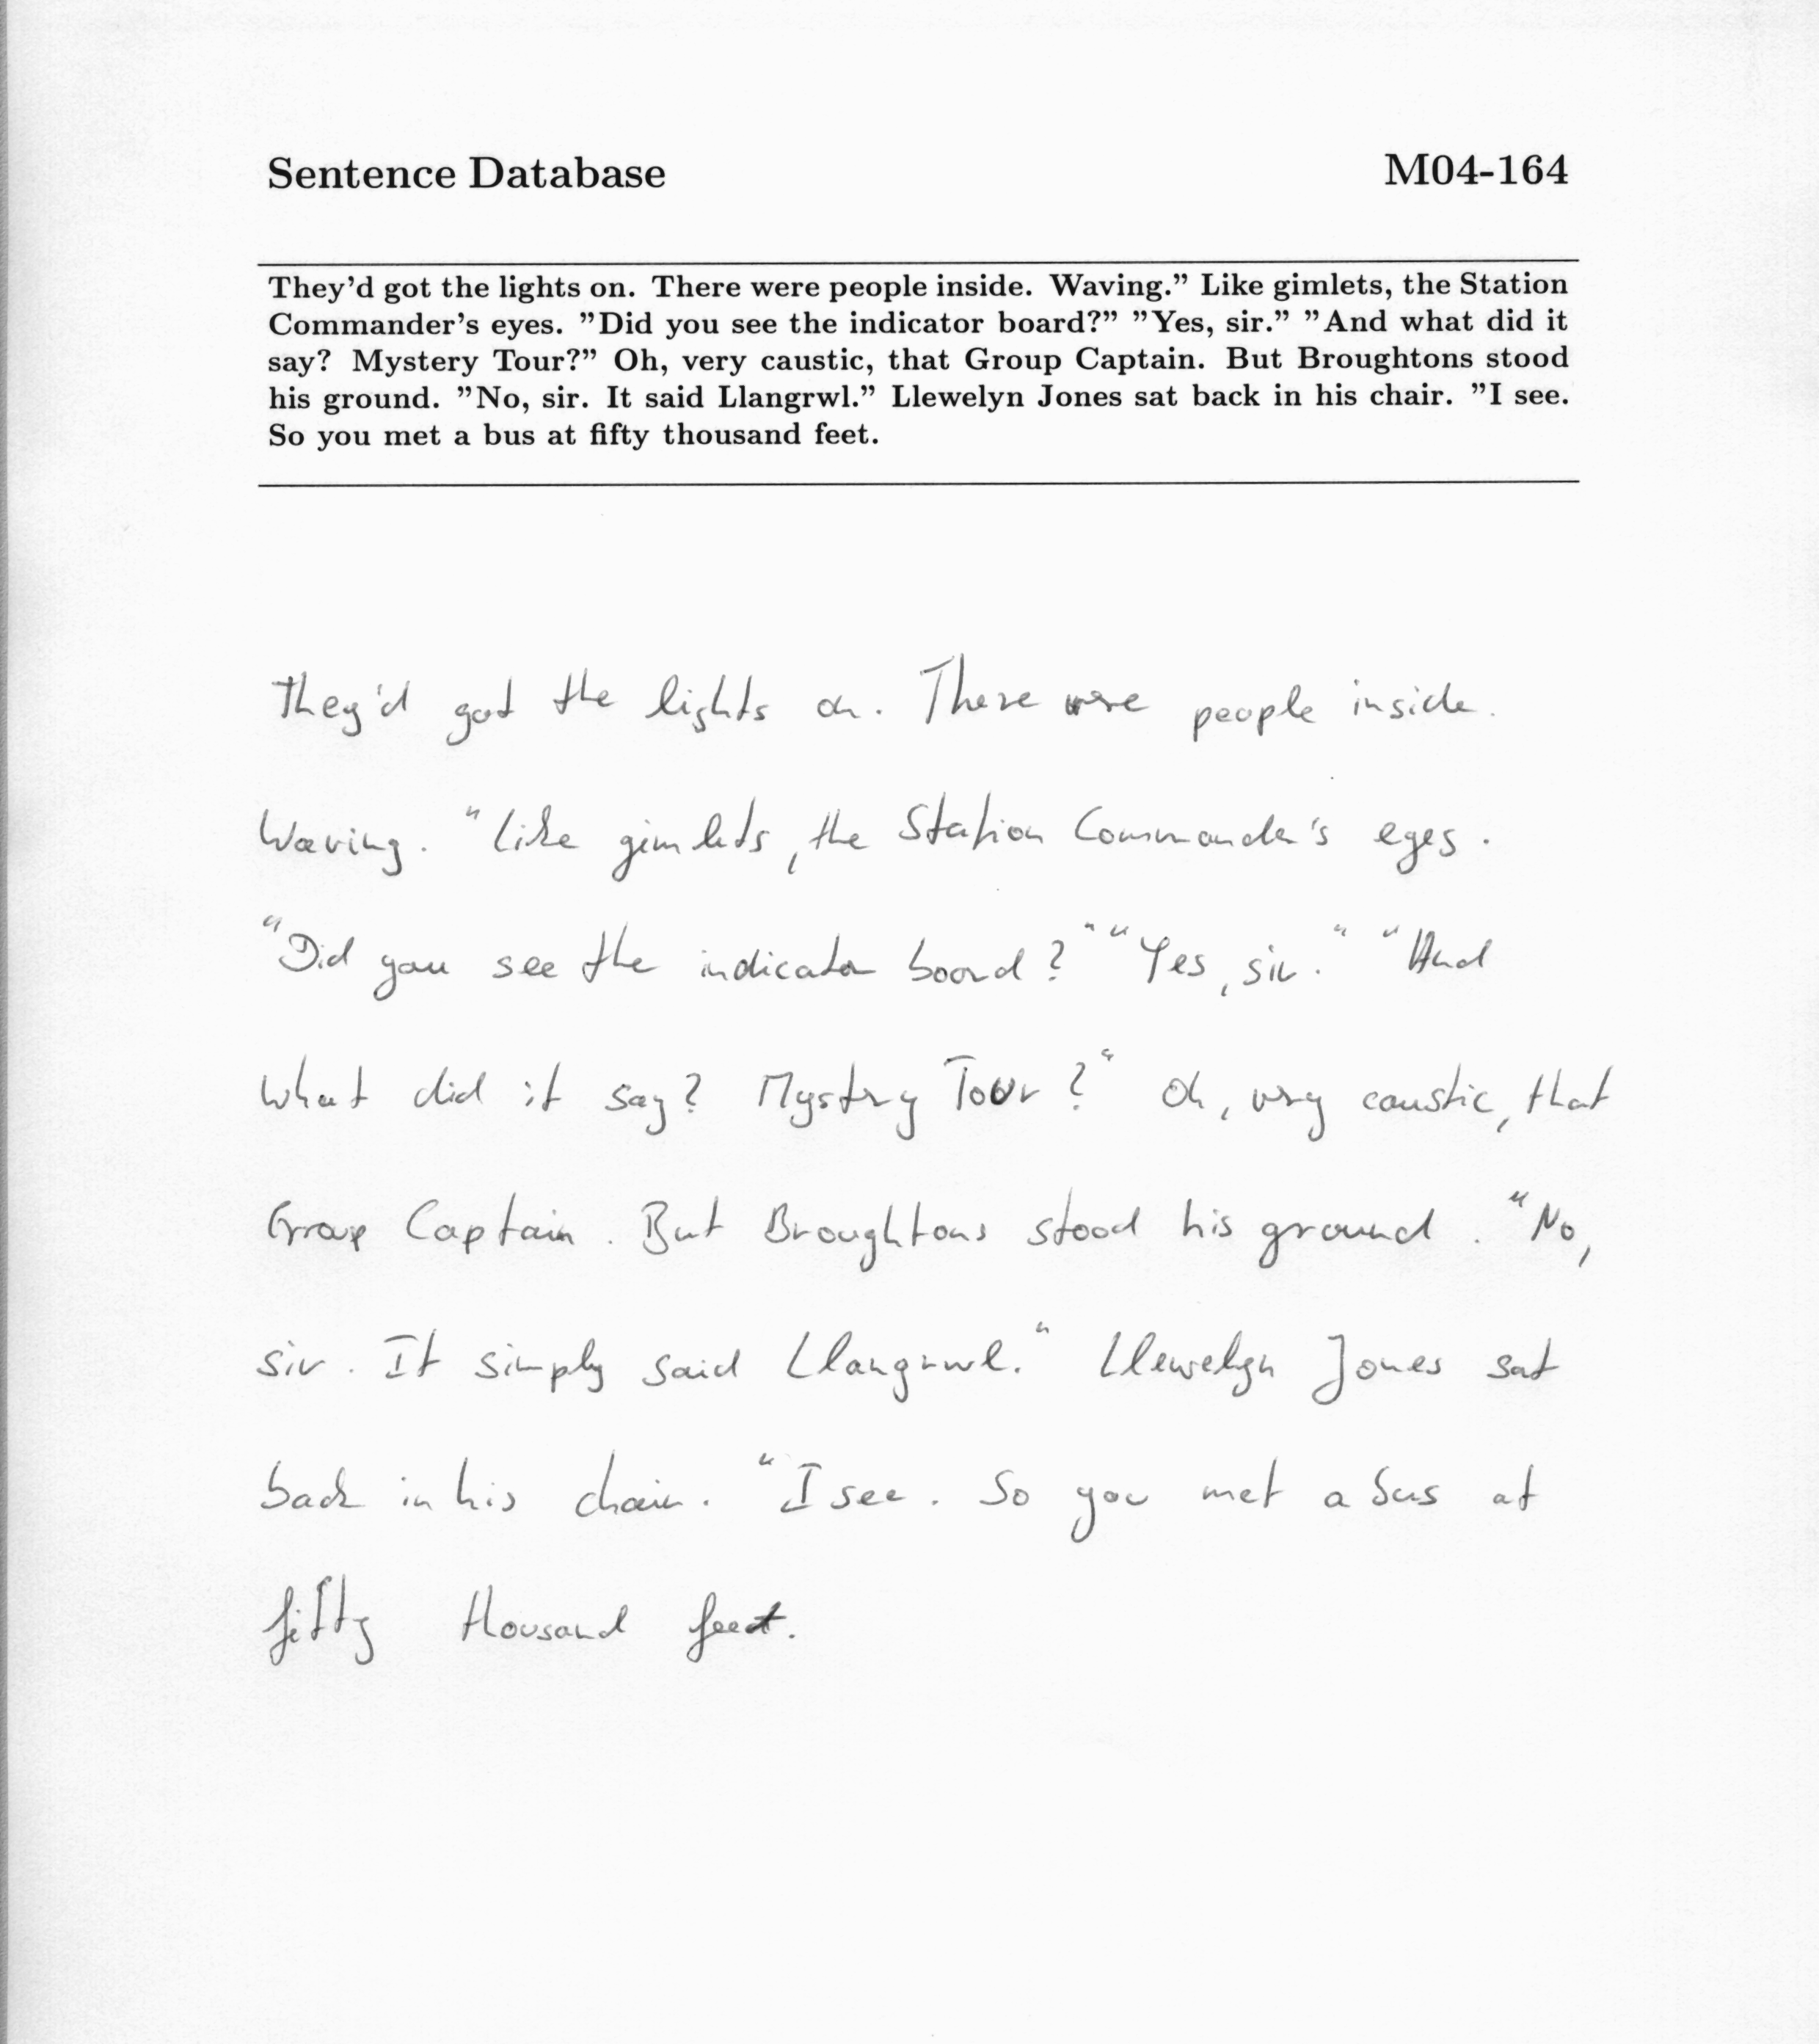 Sentence Database M04-164
They'd got the lights on. There were people inside. Waving.” Like gimlets, the Station
Commander's eyes. ”Did you see the indicator board?” ”Yes, sir.” ”And what did it
say? Mystery Tour?” Oh, very caustic, that Group Captain. But Broughtons stood
his ground. ”No, sir. It said Llangrwl.” Llewelyn Jones sat back in his chair. ”I see.
So you met a bus at fifty thousand feet.
They'd got the lights on. There were people inside.
Waving. "Like gimlets, the Station Commander's eyes.
"Did you see the indicator board?" "Yes, sir." "And
what did it say? Mystery Tour?" Oh, very caustic, that
Group Captain. But Broughtons stood his ground. "No,
sir. It simply said Llangrwl." Llewelyn Jones sat
back in his chair. "I see. So you met a bus at
fifty thousand feet.